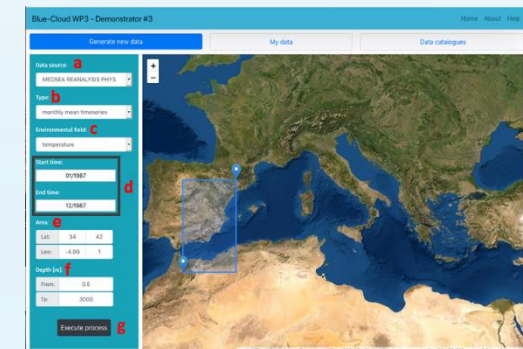 Blue-Cloud WP3 - Demonstrator #3
Home About Help
Generate new data
My data
Data catalogues
Data source: a
MEDSEA REANALYSIS PHYS
Type: b
monthly mean timeseries
Environmental field: c
temperature
Start time:
01/1987
d
End time:
12/1987
Area e
Lat: 34 42
Lon: -4.99 1
Depth [m]: f
From: 0.5
To: 3000
Execute process g
+
−